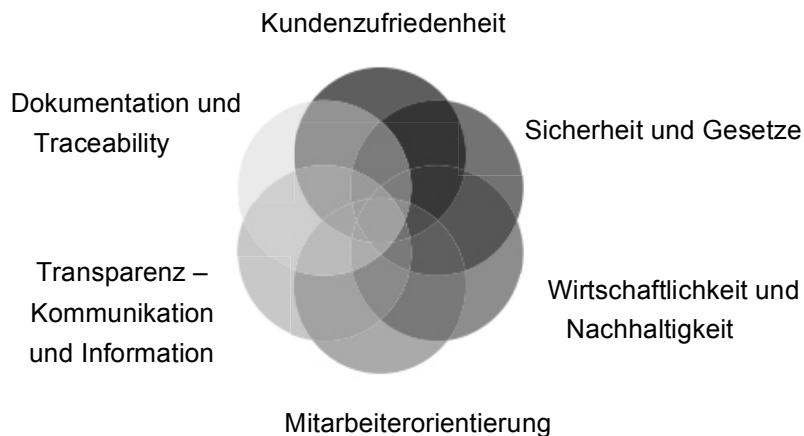 Kundenzufriedenheit
Dokumentation und
Traceability
Sicherheit und Gesetze
Transparenz –
Kommunikation
und Information
Wirtschaftlichkeit und
Nachhaltigkeit
Mitarbeiterorientierung